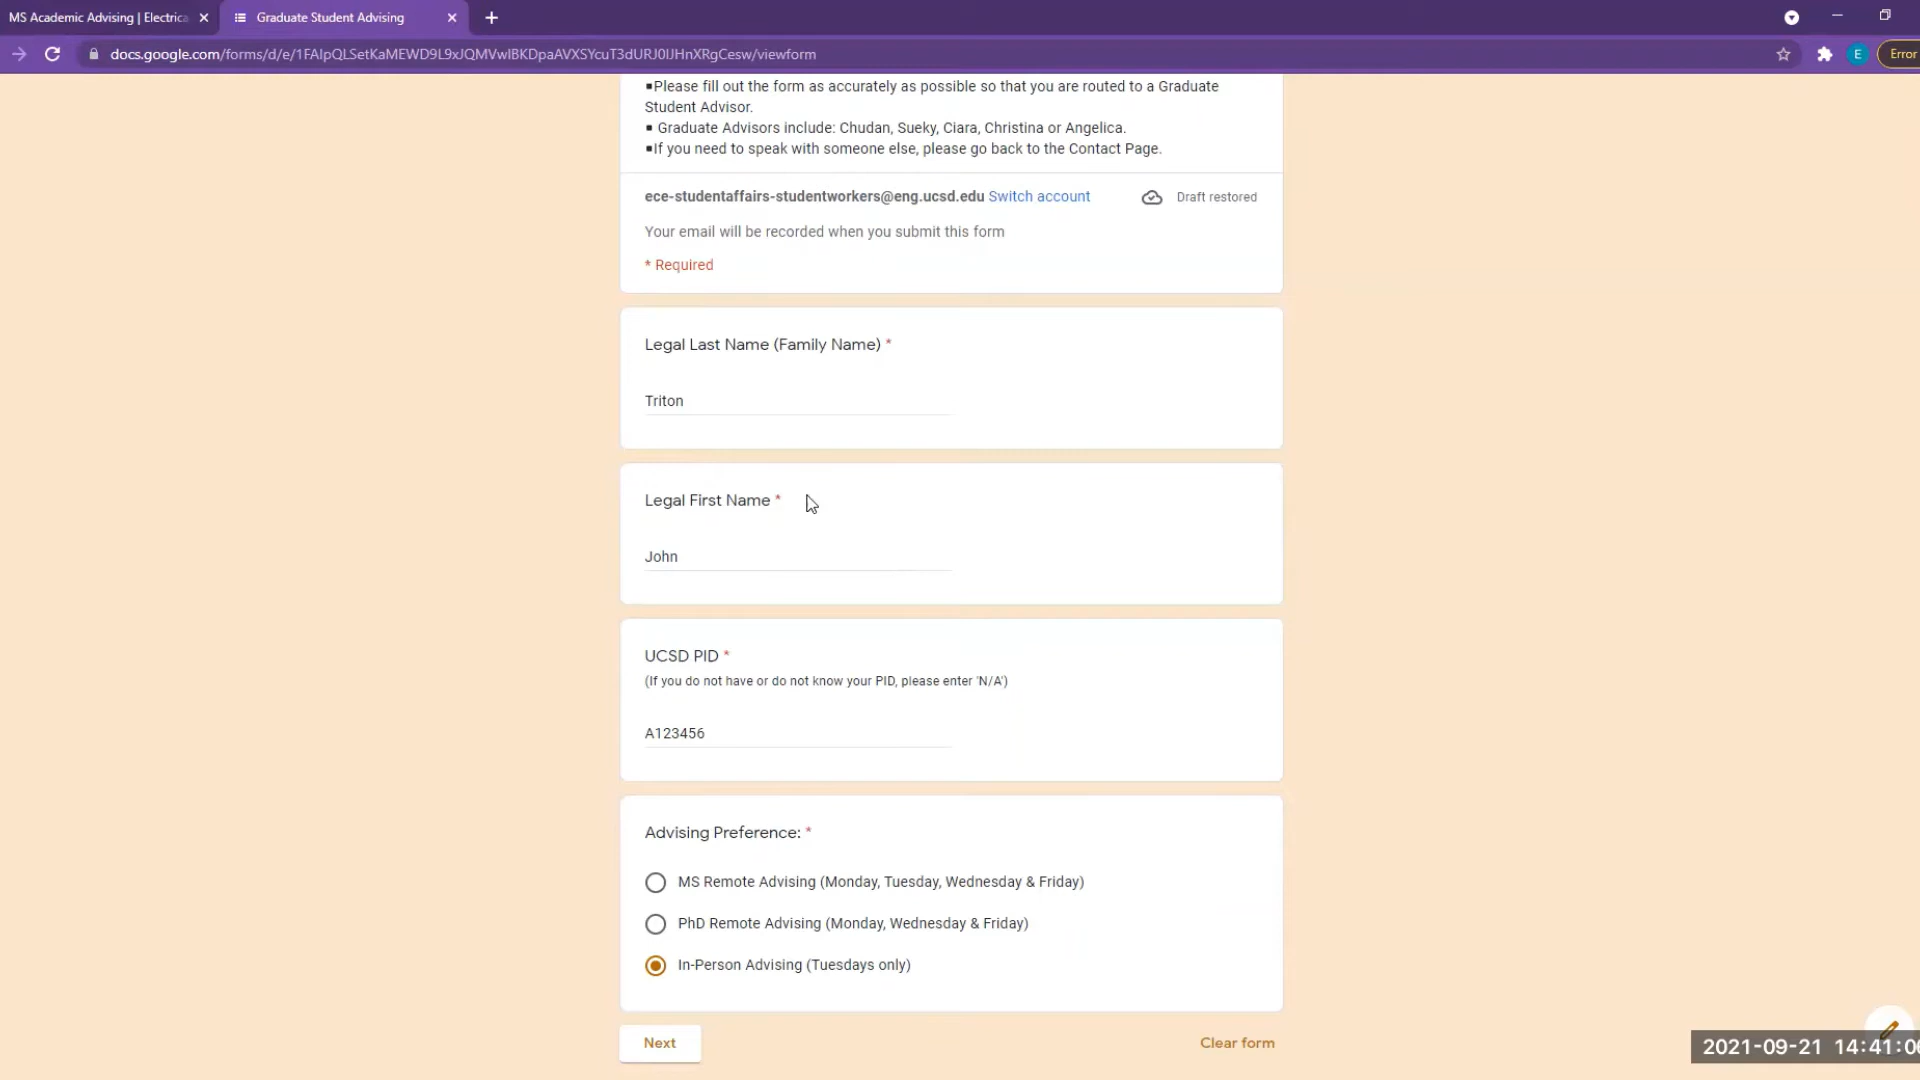 MS Academic Advising | Electrica
Graduate Student Advising
docs.google.com/forms/d/e/1FAIpQLSetKaMEWD9L9xJQMVwIBKDpaAVXSYcuT3dURJ0IJHnXRgCesw/viewform
E
Error
▪Please fill out the form as accurately as possible so that you are routed to a Graduate
Student Advisor.
▪ Graduate Advisors include: Chudan, Sueky, Ciara, Christina or Angelica.
▪If you need to speak with someone else, please go back to the Contact Page.
ece-studentaffairs-studentworkers@eng.ucsd.edu Switch account
Draft restored
Your email will be recorded when you submit this form
* Required
Legal Last Name (Family Name) *
Triton
Legal First Name *
John
UCSD PID *
(If you do not have or do not know your PID, please enter 'N/A')
A123456
Advising Preference: *
MS Remote Advising (Monday, Tuesday, Wednesday & Friday)
PhD Remote Advising (Monday, Wednesday & Friday)
In-Person Advising (Tuesdays only)
Next
Clear form
2021-09-21 14:41:06